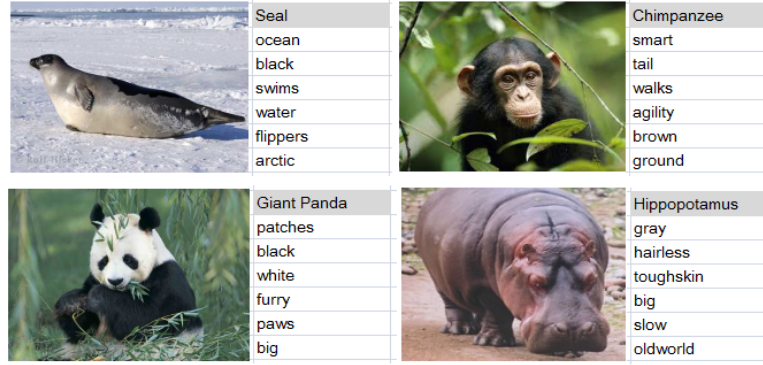 Seal
ocean
black
swims
water
flippers
arctic
Chimpanzee
smart
tail
walks
agility
brown
ground
Giant Panda
patches
black
white
furry
paws
big
Hippopotamus
gray
hairless
toughskin
big
slow
oldworld